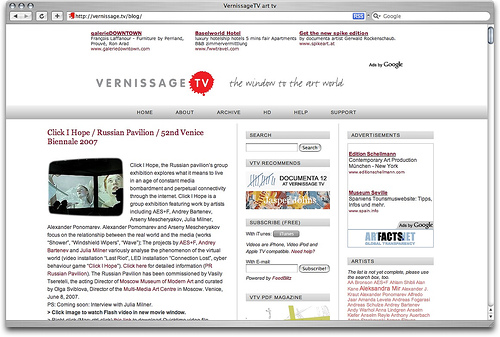 VernissageTV art tv
http://vernissage.tv/blog/
Google
galerieDOWNTOWN
François Laffanour - Furniture by Perriand,
Prouvé, Ron Arad
www.galeriedowntown.com
Baselworld Hotel
luxury hotelship hotels 5 mins fair Apartments
B&B zimmervermittlung
www.fwwtravel.com
Get the new spike edition
by documenta artist Gerwald Rockenschaub.
www.spikeart.at
Ads by Google
VERNISSAGE TV the window to the art world
HOME ABOUT ARCHIVE HD HELP SUPPORT
Click I Hope / Russian Pavilion / 52nd Venice
Biennale 2007
Click I Hope, the Russian pavilion's group
exhibition explores what it means to live
in an age of constant media
bombardment and perpetual connectivity
through the internet. Click I Hope is a
group exhibition featuring work by artists
including AES+F, Andrey Bartenev,
Arseny Mescheryakov, Julia Milner,
Alexander Ponomarev. Alexander Ponomarev and Arseny Mescheryakov
focus on the relationship between the real world and the media (works
"Shower", "Windshield Wipers", "Wave"); The projects by AES+F, Andrey
Bartenev and Julia Milner variously analyse the phenomenon of the virtual
world (video installation "Last Riot", LED installation "Connection Lost", cyber
behaviour game "Click I Hope"). Click here for detailed information (PR
Russian Pavilion). The Russian Pavilion has been commissioned by Vasily
Tsereteli, the acting Director of Moscow Museum of Modern Art and curated
by Olga Sviblova, Director of the Multi-Media Art Centre in Moscow. Venice,
June 8, 2007.
PS: Coming soon: Interview with Julia Milner.
> Click image to watch Flash video in new movie window.
SEARCH
Search
VTV RECOMMENDS
DOCUMENTA 12
AT VERNISSAGE TV
Jasper Johns
SUBSCRIBE (FREE)
With iTunes iTunes
Videos are iPhone, Video iPod and
Apple TV compatible. Need help?
With E-mail
Subscribe!
Powered by FeedBlitz
VTV PDF MAGAZINE
ADVERTISEMENTS
Edition Schellmann
Contemporary Art Production
München - New York
www.editionschellmann.com
Museum Seville
Spaniens Tourismuswebsite: Tipps,
Infos und mehr.
www.spain.info
Ads by Google
ARTFACTS.NET
GLOBAL TRANSPARENCY
ARTISTS
The list is not yet complete, please use
the search box, too.
AA Bronson AES+F Ahlam Shibli Alan
Kane Aleksandra Mir Alexander J.
Kraus Alexander Ponomarev Alfredo
Jaar Amanda Levete Andreas Fogarasi
Andreas Schulze Andrey Bartenev
Andy Warhol Anna Lindgren Anselm
Kiefer Anselm Reyle Anthony Auerbach